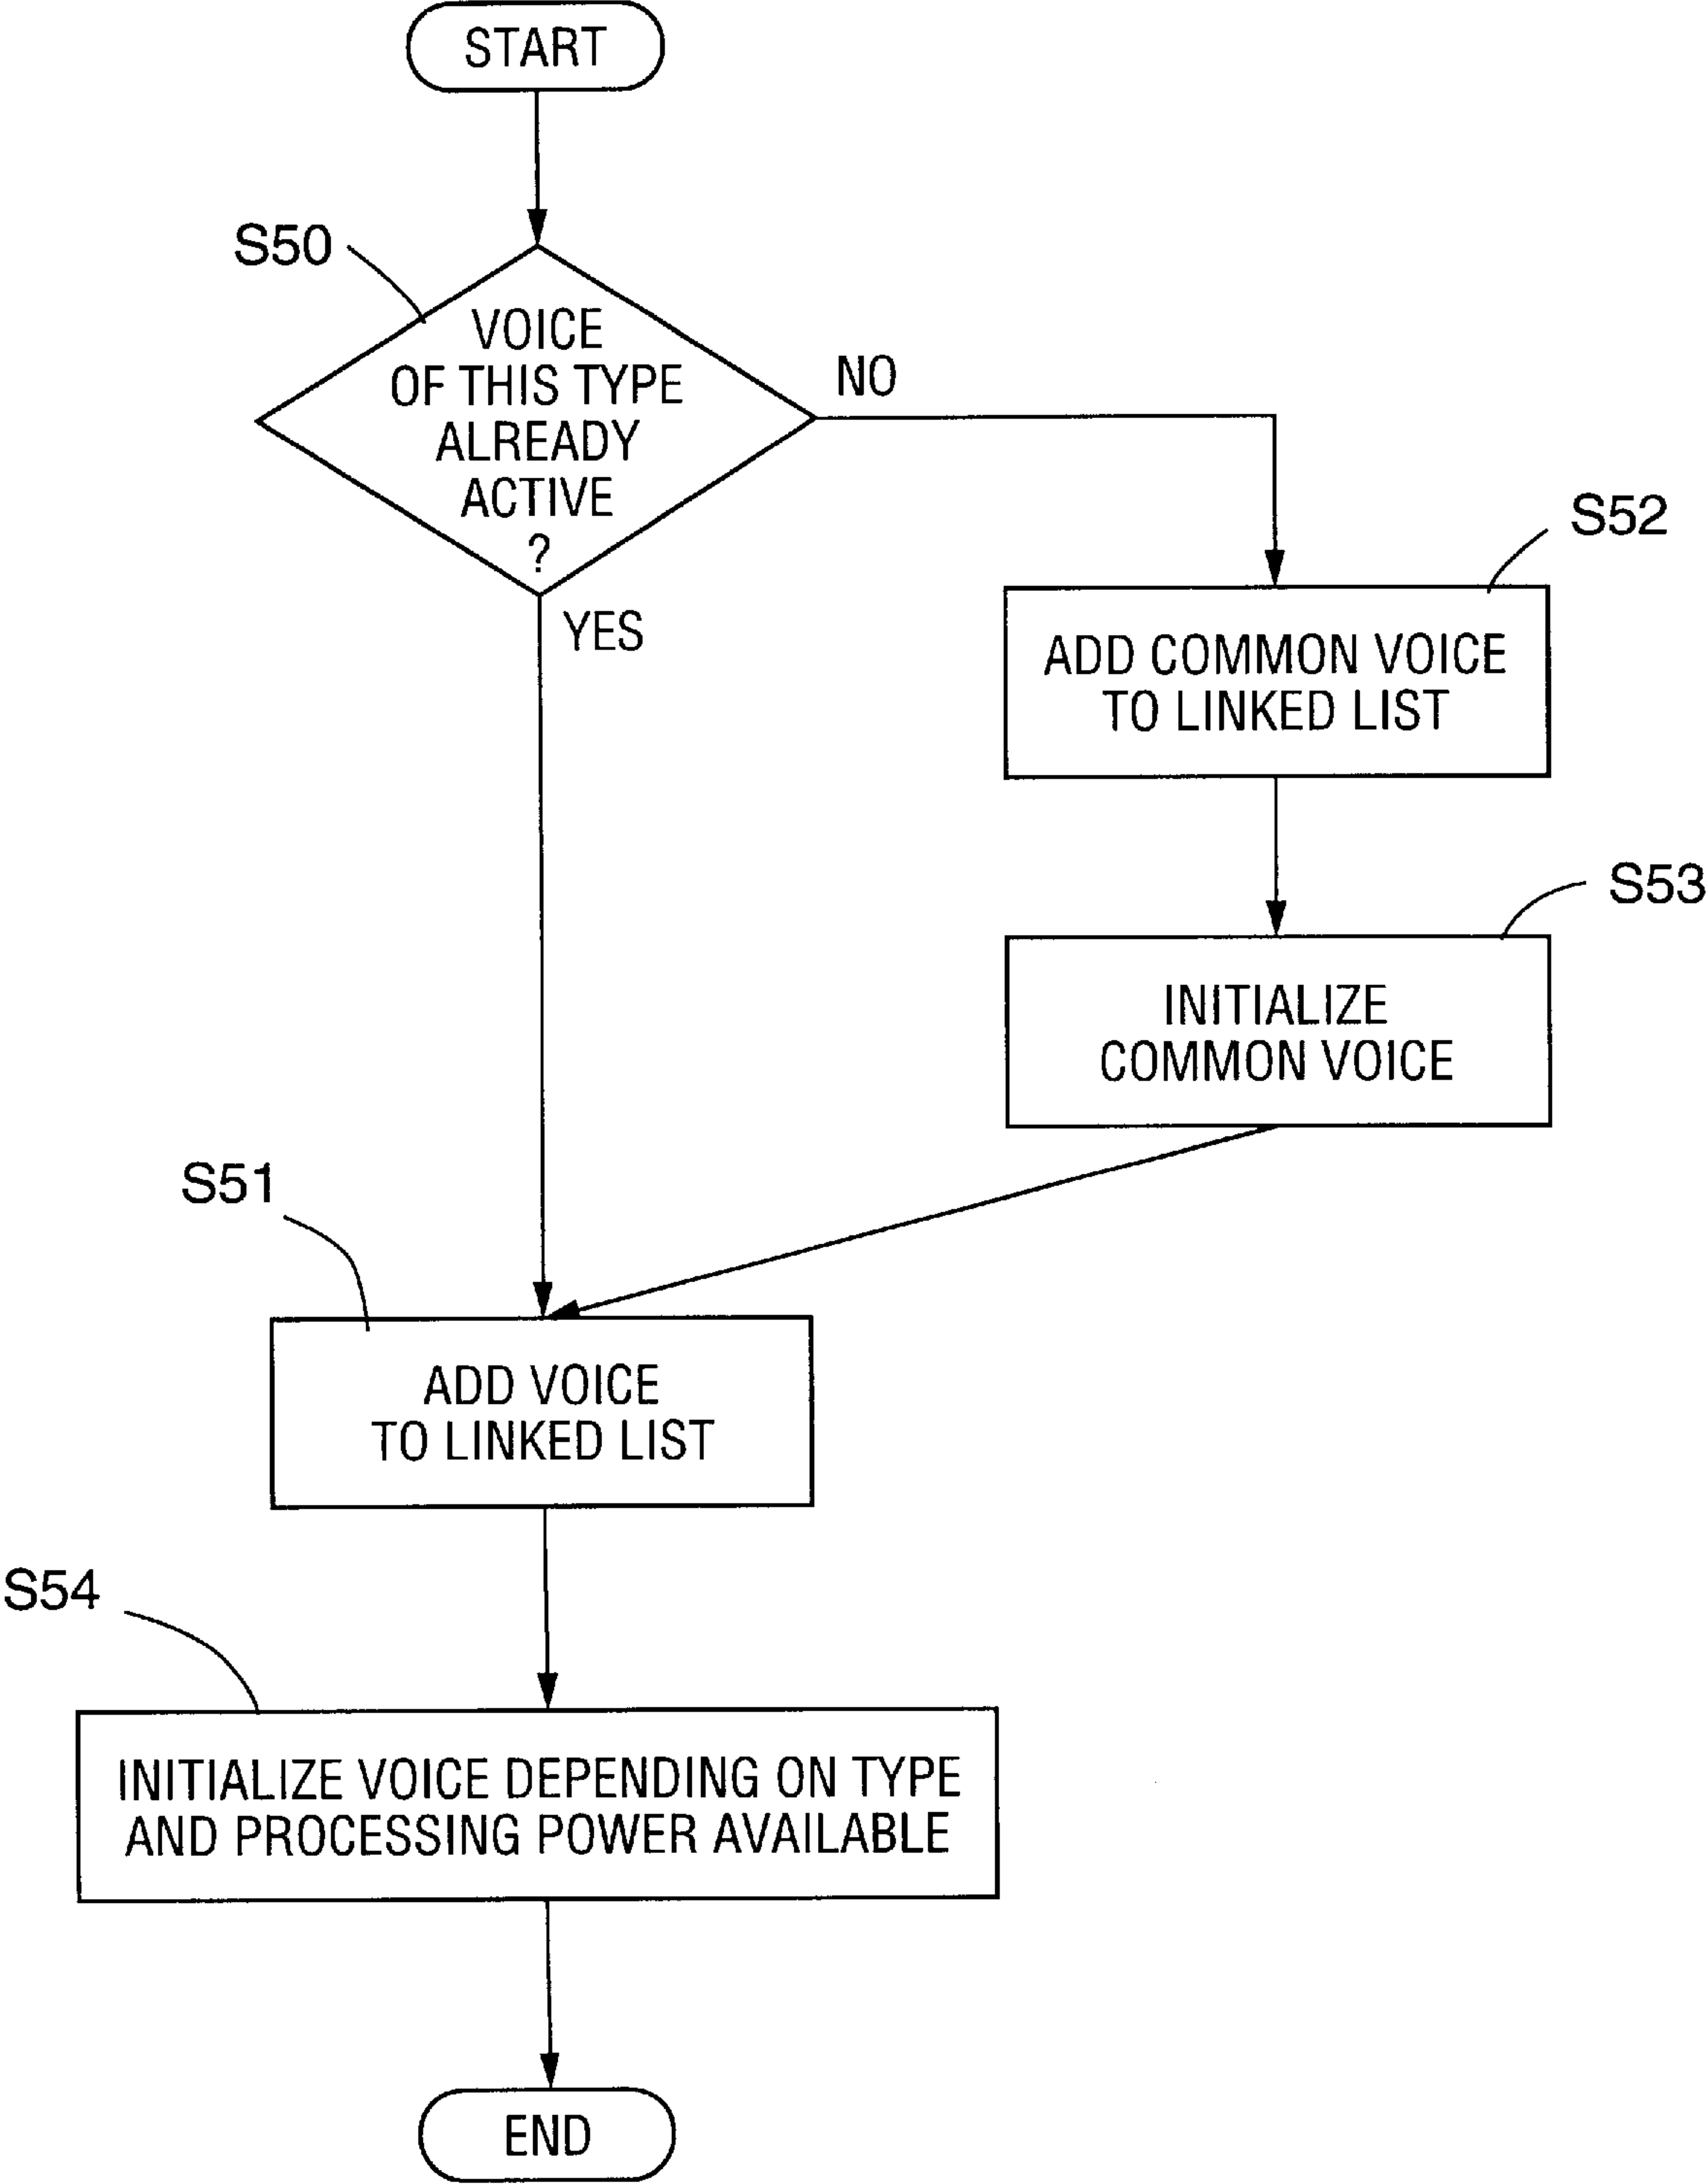 START
S50
VOICE
OF THIS TYPE
ALREADY
ACTIVE
?
NO
YES
S52
ADD COMMON VOICE
TO LINKED LIST
S53
INITIALIZE
COMMON VOICE
S51
ADD VOICE
TO LINKED LIST
S54
INITIALIZE VOICE DEPENDING ON TYPE
AND PROCESSING POWER AVAILABLE
END